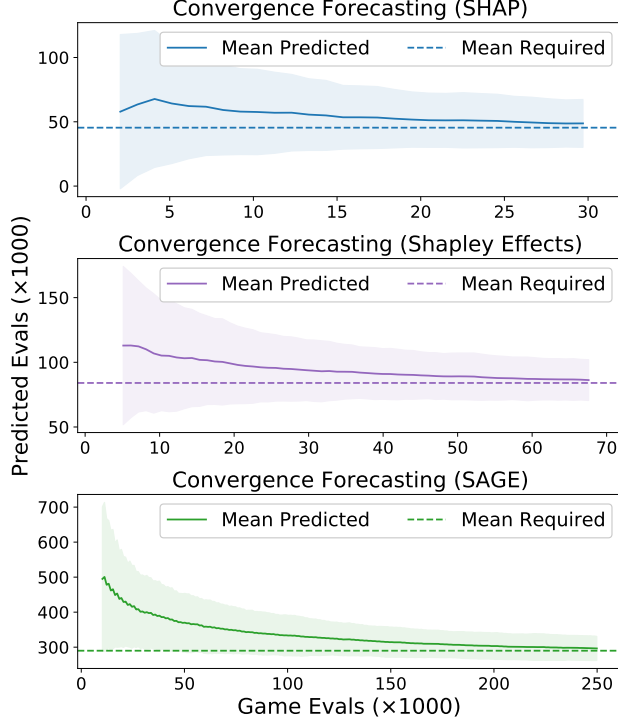 Convergence Forecasting (SHAP)
Mean Predicted
Mean Required
100
50
0
0 5 10 15 20 25 30
Convergence Forecasting (Shapley Effects)
Mean Predicted
Mean Required
150
100
50
0 10 20 30 40 50 60 70
Predicted Evals (×1000)
Convergence Forecasting (SAGE)
Mean Predicted
Mean Required
700
600
500
400
300
0 50 100 150 200 250
Game Evals (×1000)